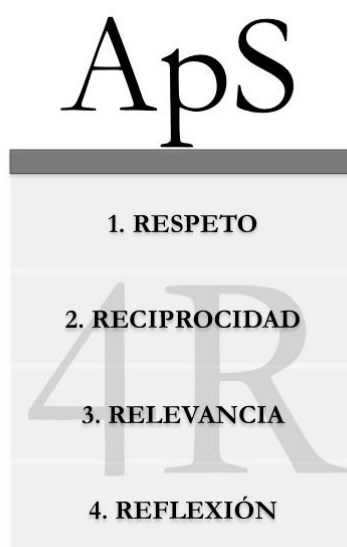 ApS
1. RESPETO
2. RECIPROCIDAD
4R
3. RELEVANCIA
4. REFLEXIÓN